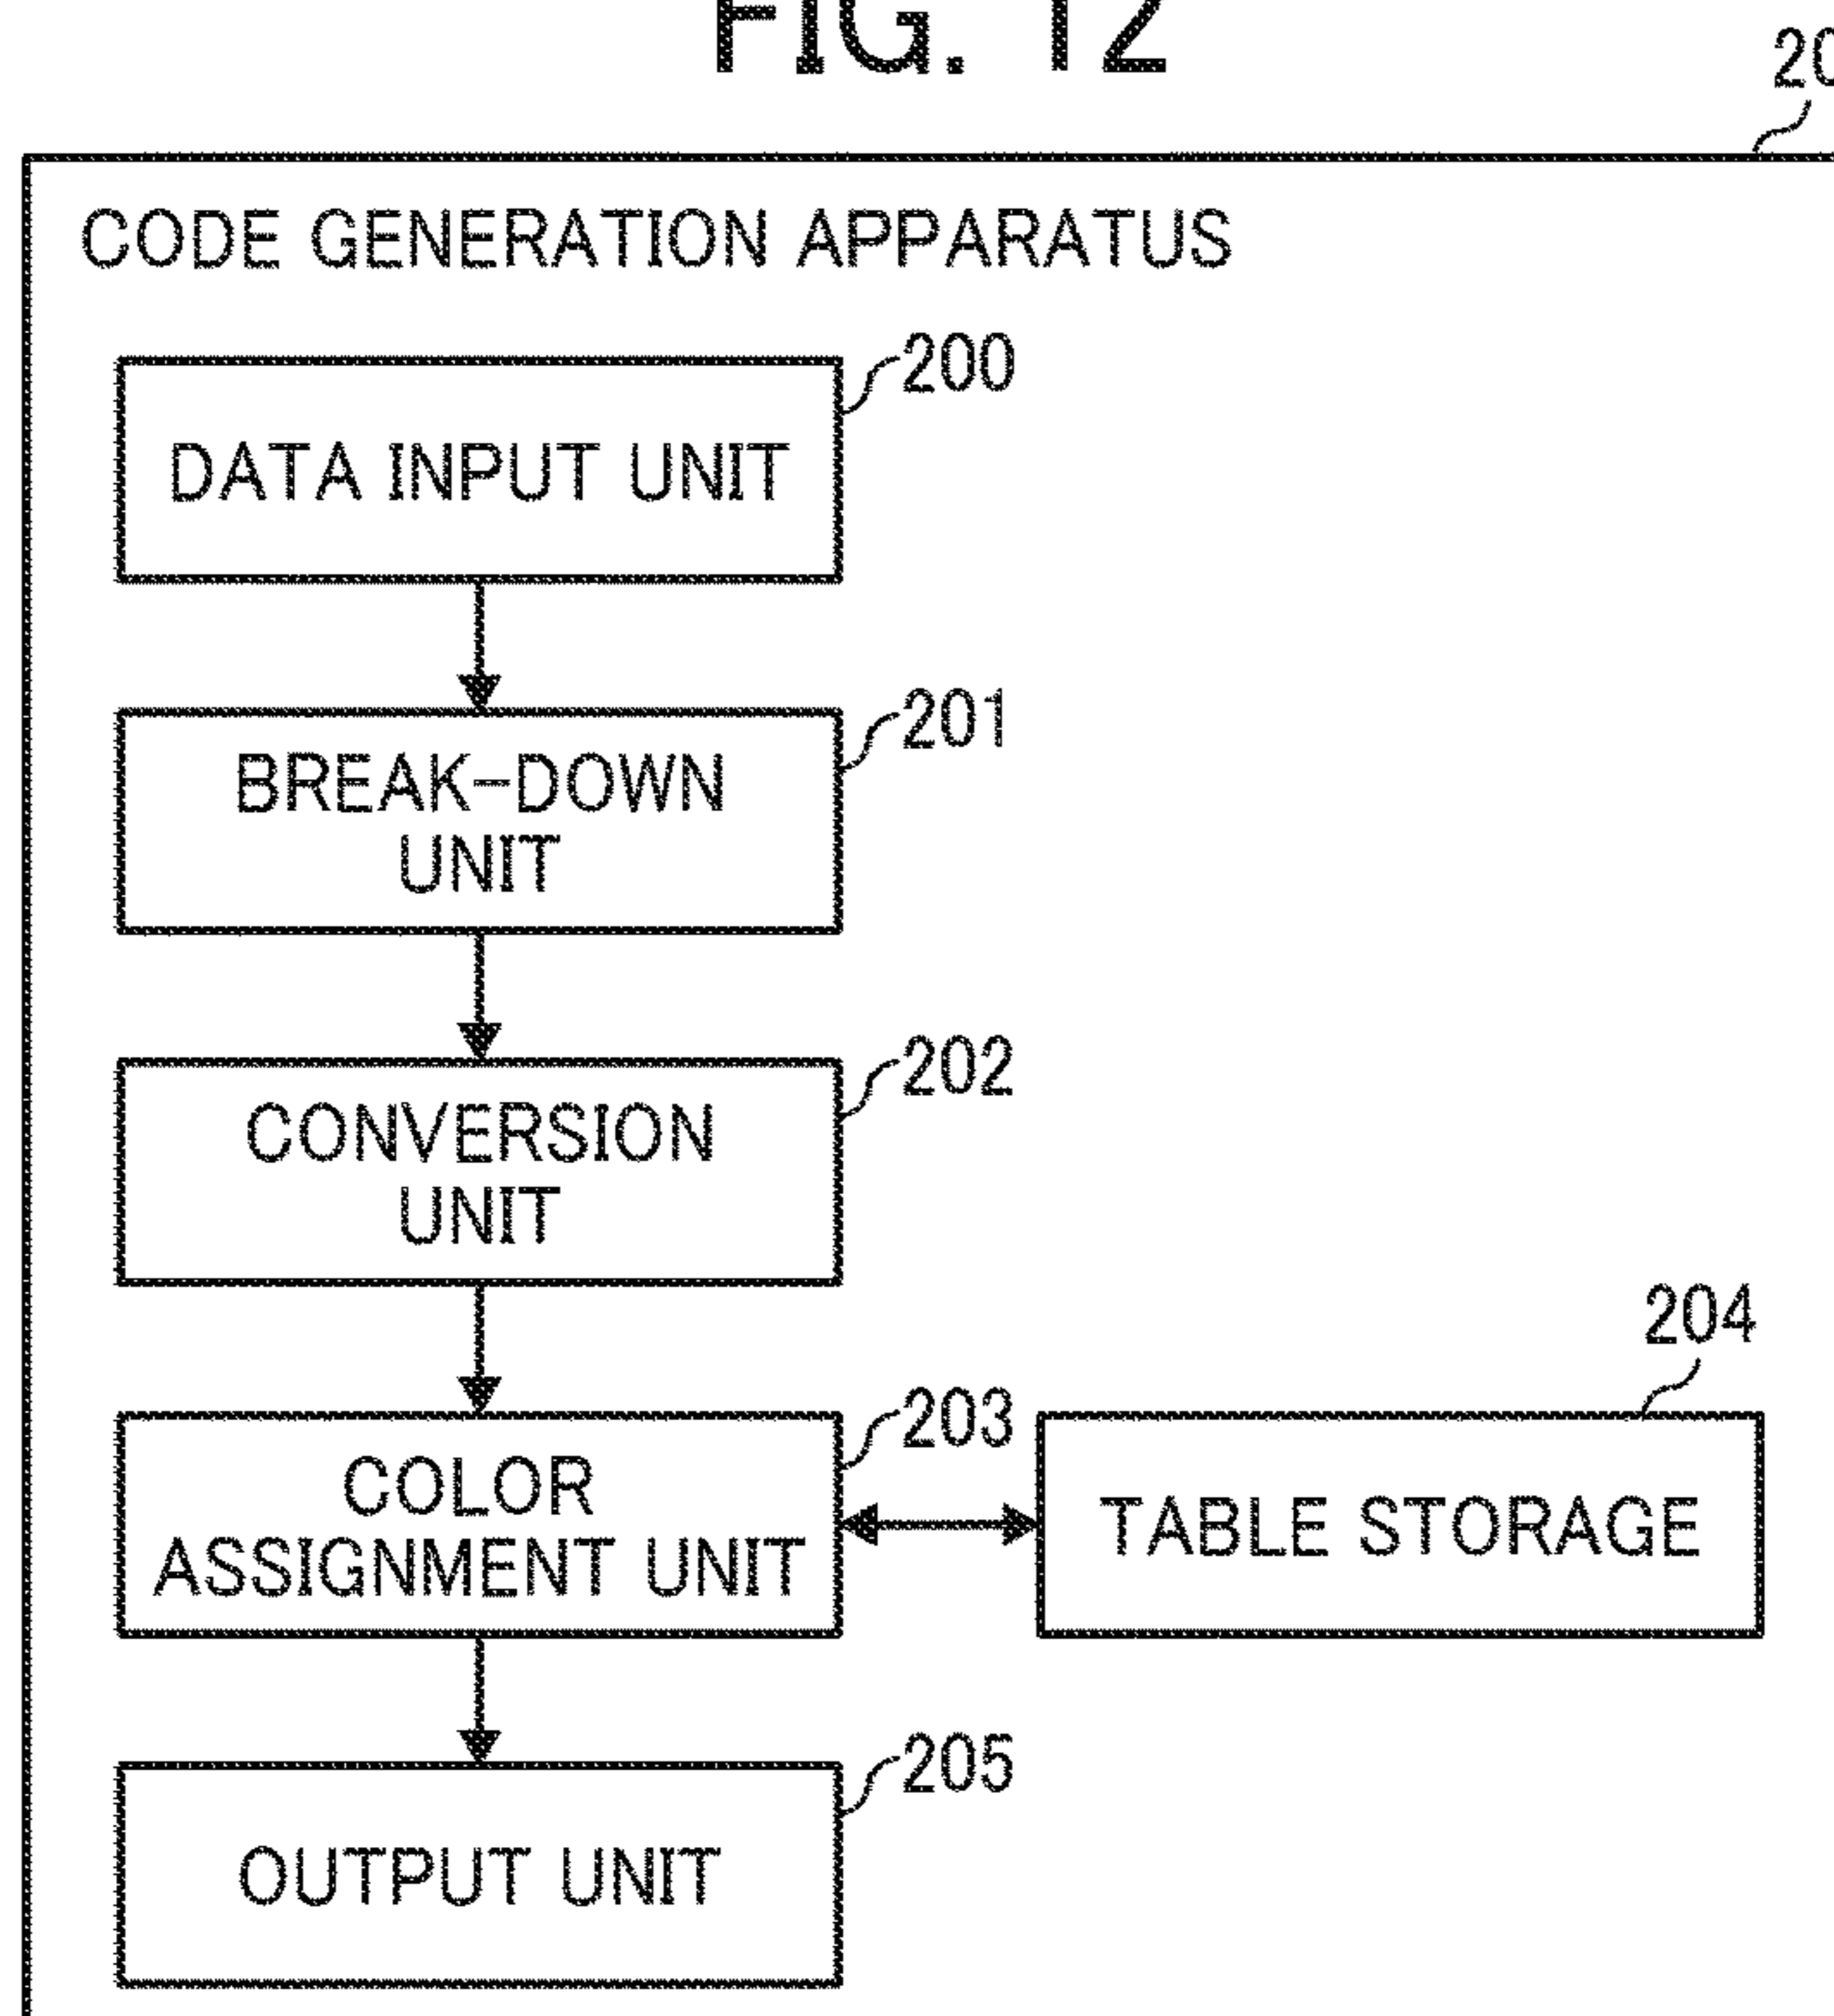 FIG. 12
CODE GENERATION APPARATUS
200
DATA INPUT UNIT
201
BREAK-DOWN
UNIT
202
CONVERSION
UNIT
204
203
COLOR
ASSIGNMENT UNIT
TABLE STORAGE
205
OUTPUT UNIT